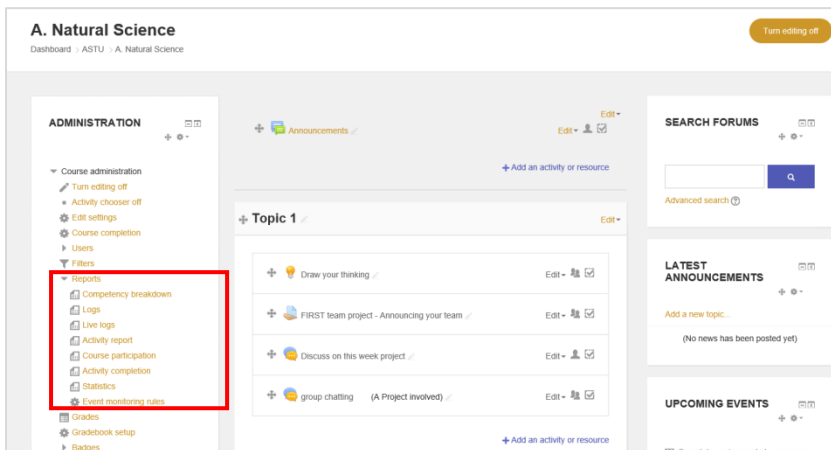 A. Natural Science
Dashboard > ASTU > A. Natural Science
Turn editing off
ADMINISTRATION
Course administration
Turn editing off
Activity chooser off
Edit settings
Course completion
Users
Filters
Reports
Competency breakdown
Logs
Live logs
Activity report
Course participation
Activity completion
Statistics
Event monitoring rules
Grades
Gradebook setup
Badges
Edit
Announcements Edit
+ Add an activity or resource
Topic 1 Edit
Draw your thinking Edit
FIRST team project - Announcing your team Edit
Discuss on this week project Edit
group chatting (A Project involved) Edit
+ Add an activity or resource
SEARCH FORUMS
Advanced search
LATEST
ANNOUNCEMENTS
Add a new topic...
(No news has been posted yet)
UPCOMING EVENTS